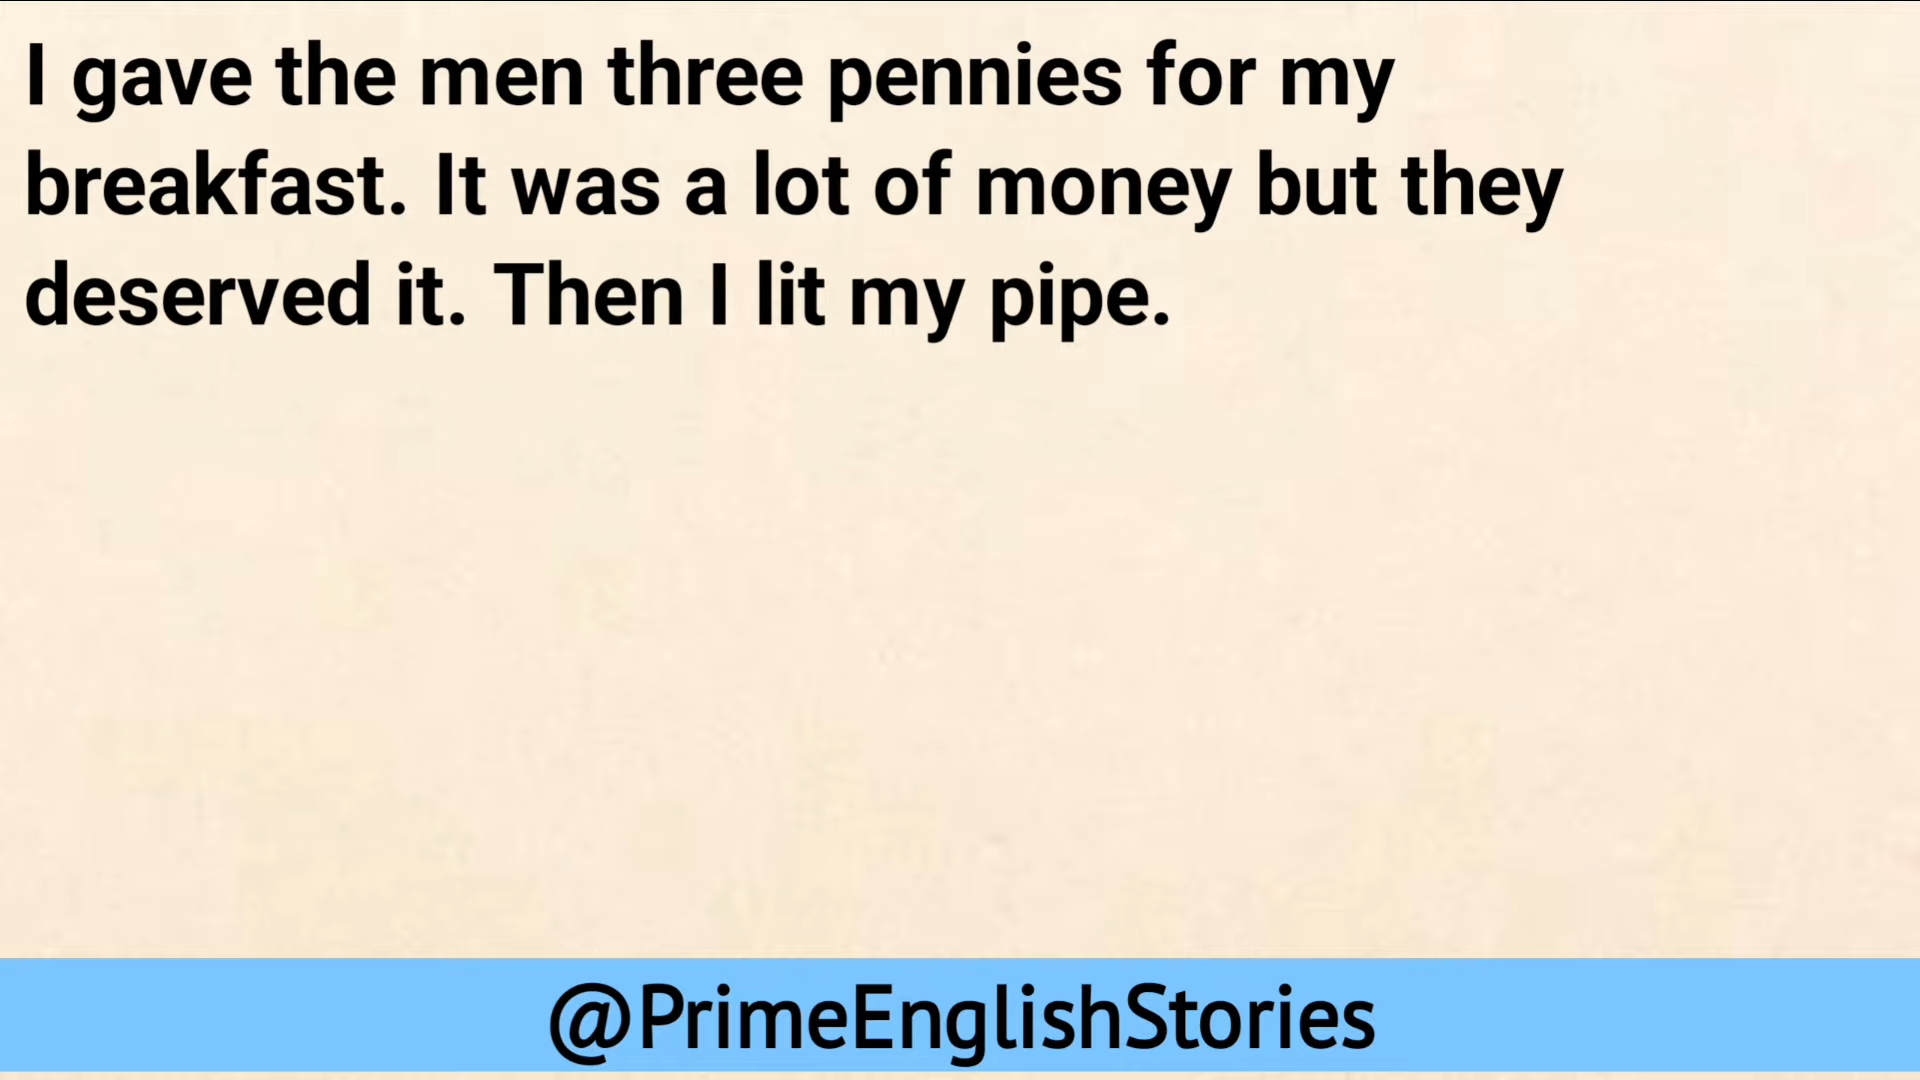 I gave the men three pennies for my
breakfast. It was a lot of money but they
deserved it. Then I lit my pipe.
@PrimeEnglishStories